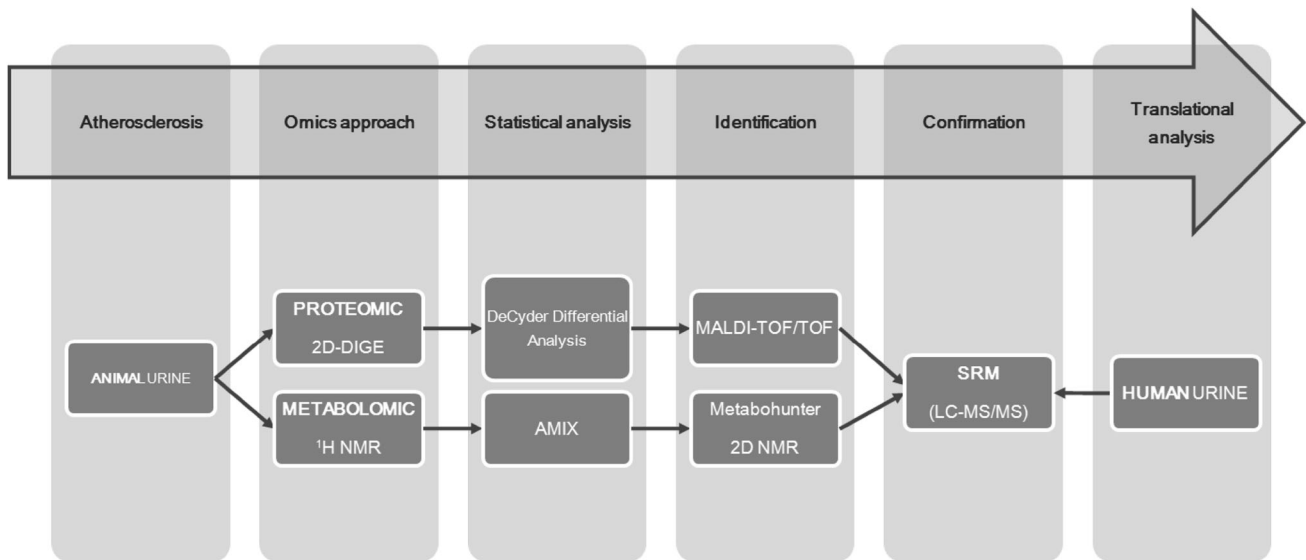 Atherosclerosis
Omics approach
Statistical analysis
Identification
Confirmation
Translational
analysis
ANIMAL URINE
PROTEOMIC
2D-DIGE
METABOLOMIC
¹H NMR
DeCyder Differential
Analysis
AMIX
MALDI-TOF/TOF
Metabohunter
2D NMR
SRM
(LC-MS/MS)
HUMAN URINE